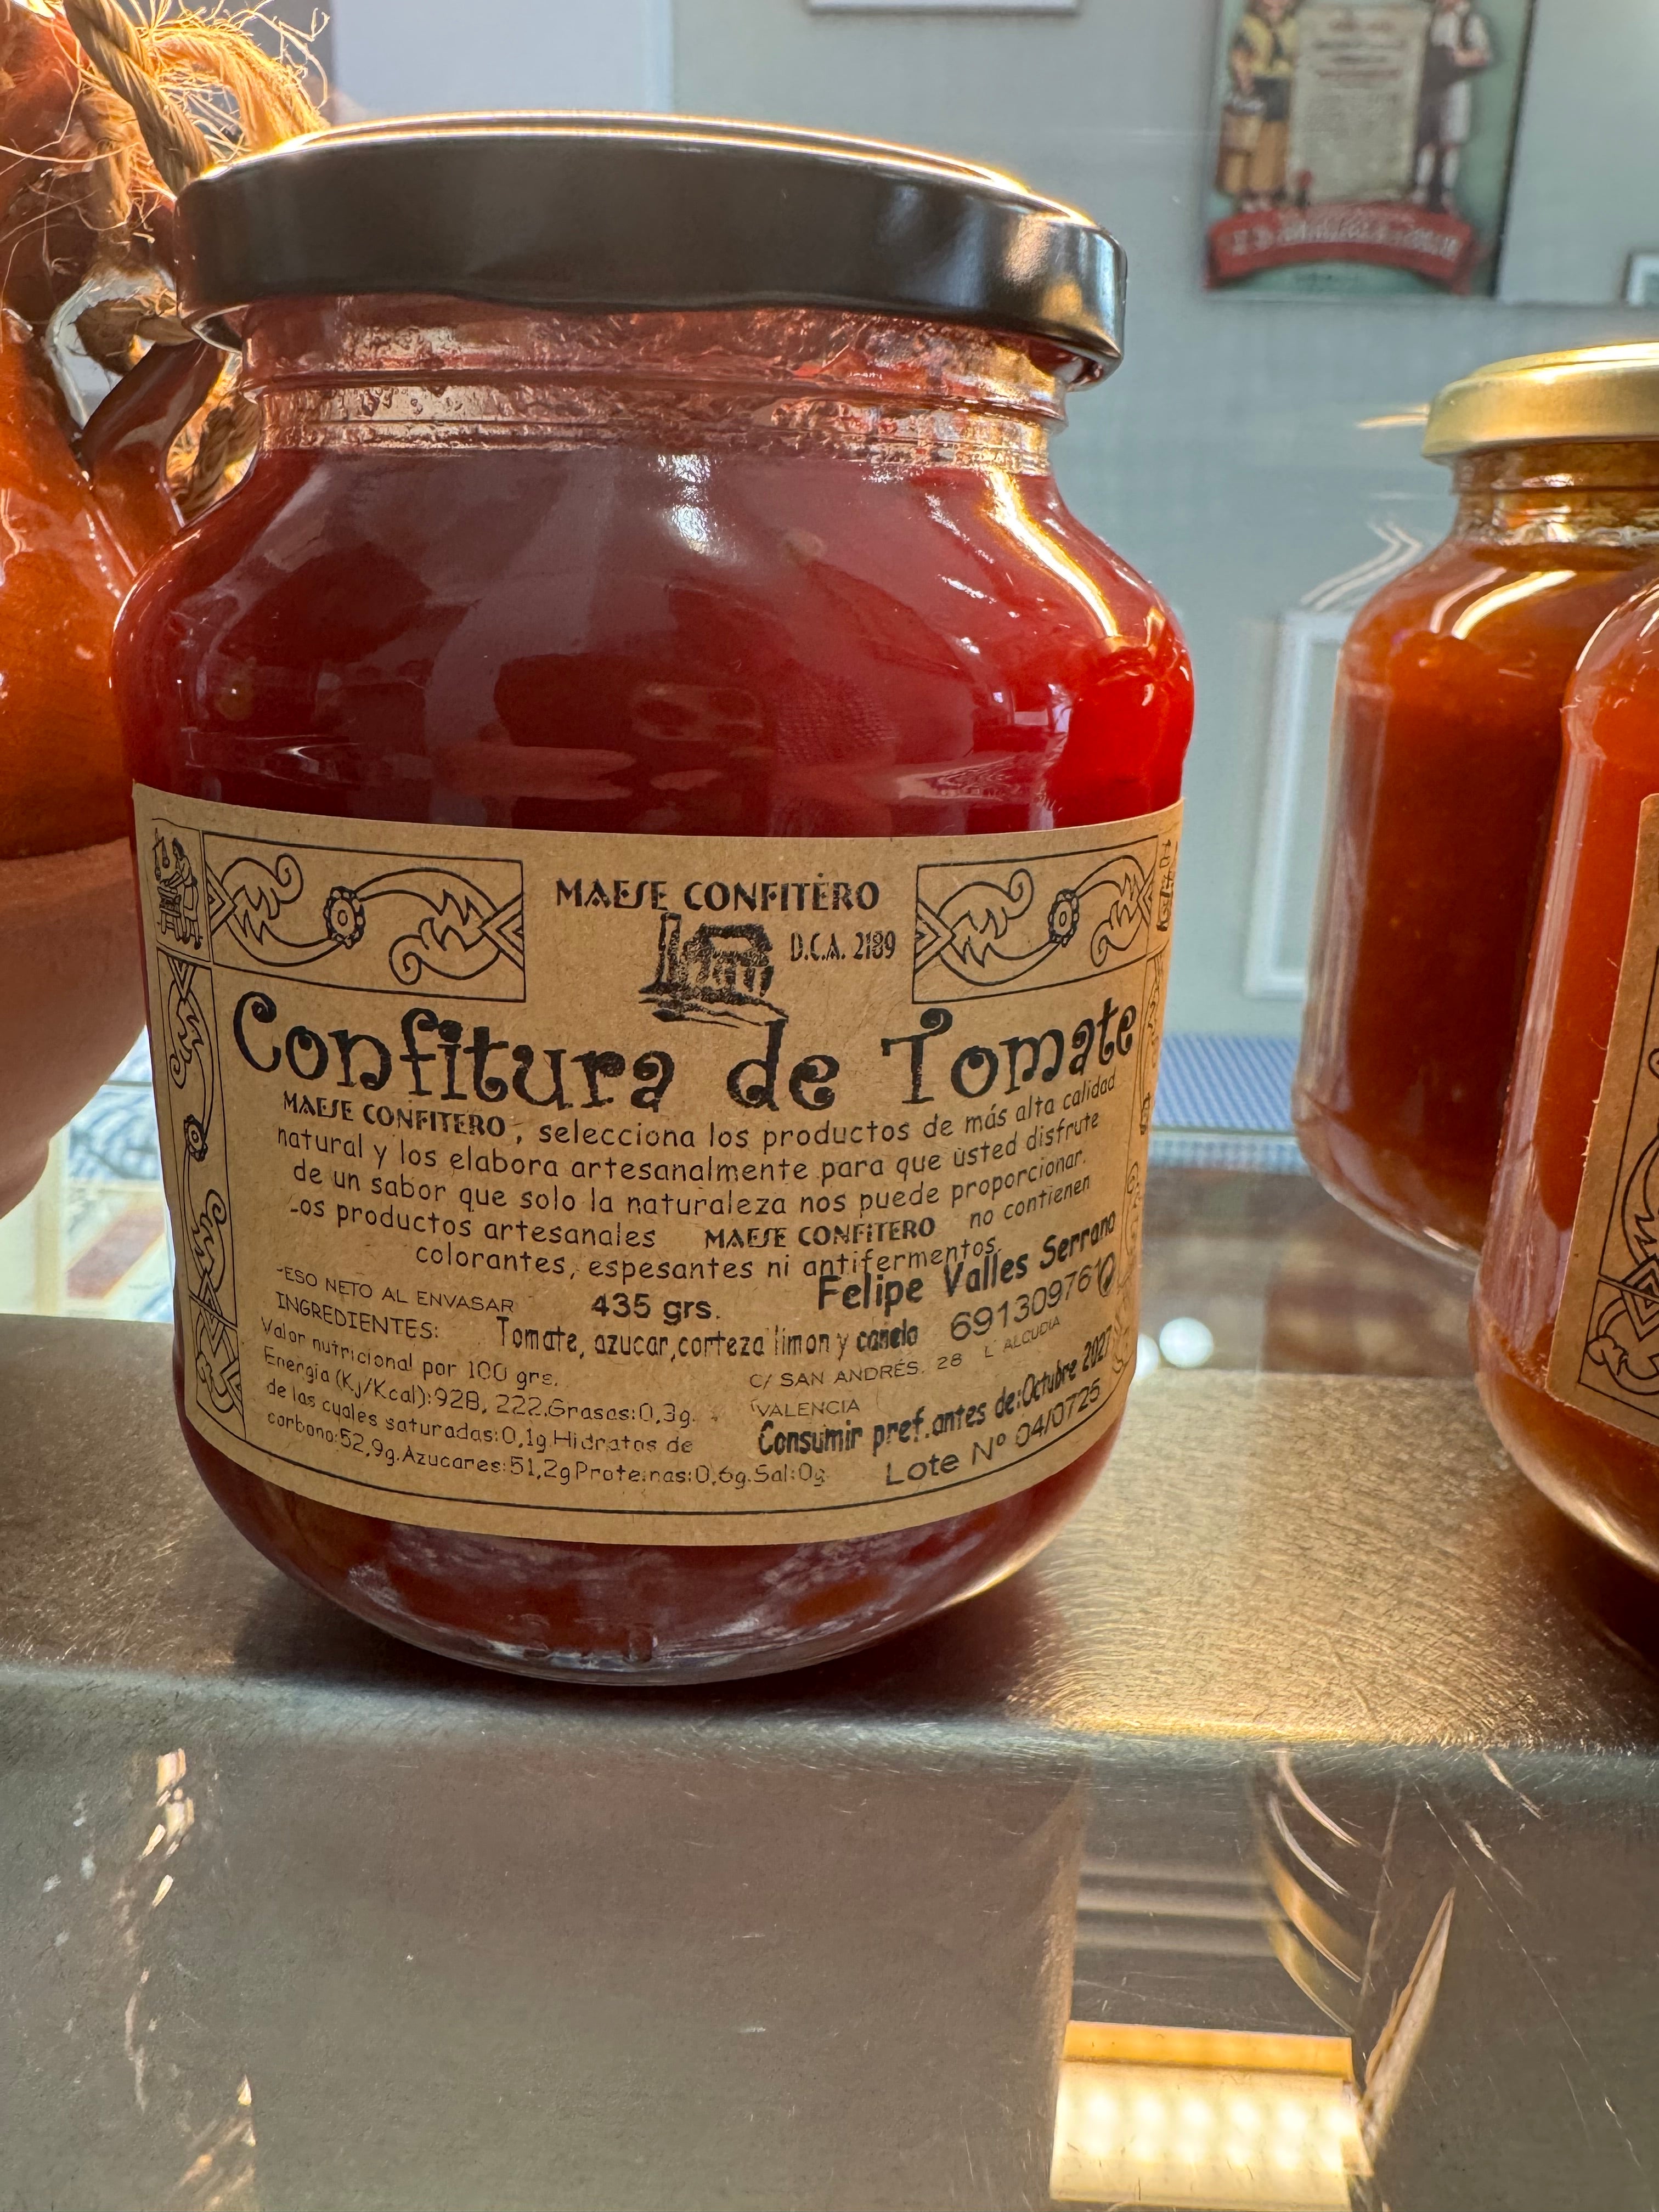 MAESE CONFITERO
D.C.A. 2189
Confitura de Tomate
MAESE CONFITERO, selecciona los productos de más alta calidad
natural y los elabora artesanalmente para que usted disfrute
de un sabor que solo la naturaleza nos puede proporcionar.
os productos artesanales MAESE CONFITERO no contienen
colorantes, espesantes ni antifermentos.
Felipe Valles Serrano
ESO NETO AL ENVASAR 435 grs.
691309761
INGREDIENTES: Tomate, azucar,corteza limon y canela
C/ SAN ANDRÉS. 28 L´ALCUDIA
VALENCIA
Valor nutricional por 100 grs.
Energia (Kj/Kcal):928, 222.Grasas:0,3g.
de las cuales saturadas:0,1g Hidratos de
carbono:52,9g.Azucares:51,2g Proteinas:0,6g.Sal:0g
Consumir pref.antes de:Octubre 2027
Lote Nº 04/0725